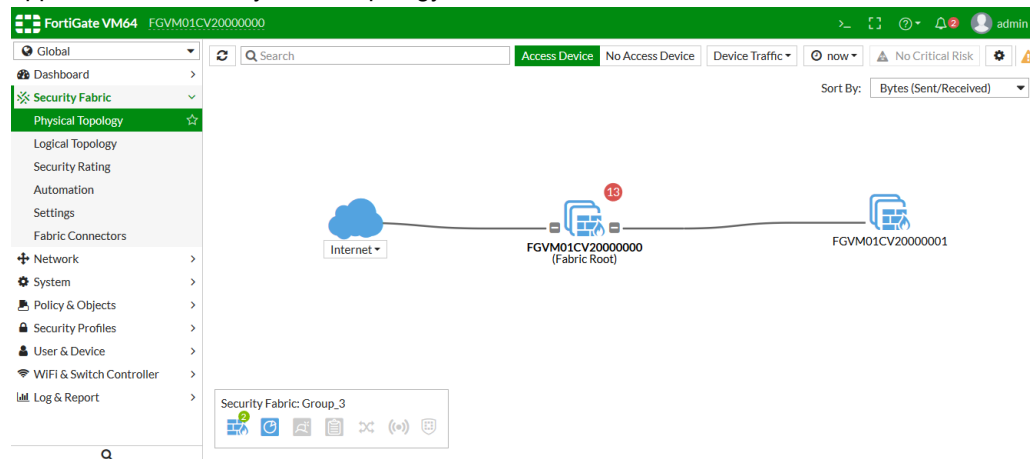 FortiGate VM64 FGVM01CV20000000
>_ 2 admin
Global
Search
Access Device No Access Device Device Traffic now No Critical Risk
Dashboard
Sort By: Bytes (Sent/Received)
Security Fabric
Physical Topology
Logical Topology
Security Rating
Automation
Settings
Fabric Connectors
Network
System
Policy & Objects
Security Profiles
User & Device
WiFi & Switch Controller
Log & Report
13
Internet
FGVM01CV20000000
(Fabric Root)
FGVM01CV20000001
Security Fabric: Group_3
2